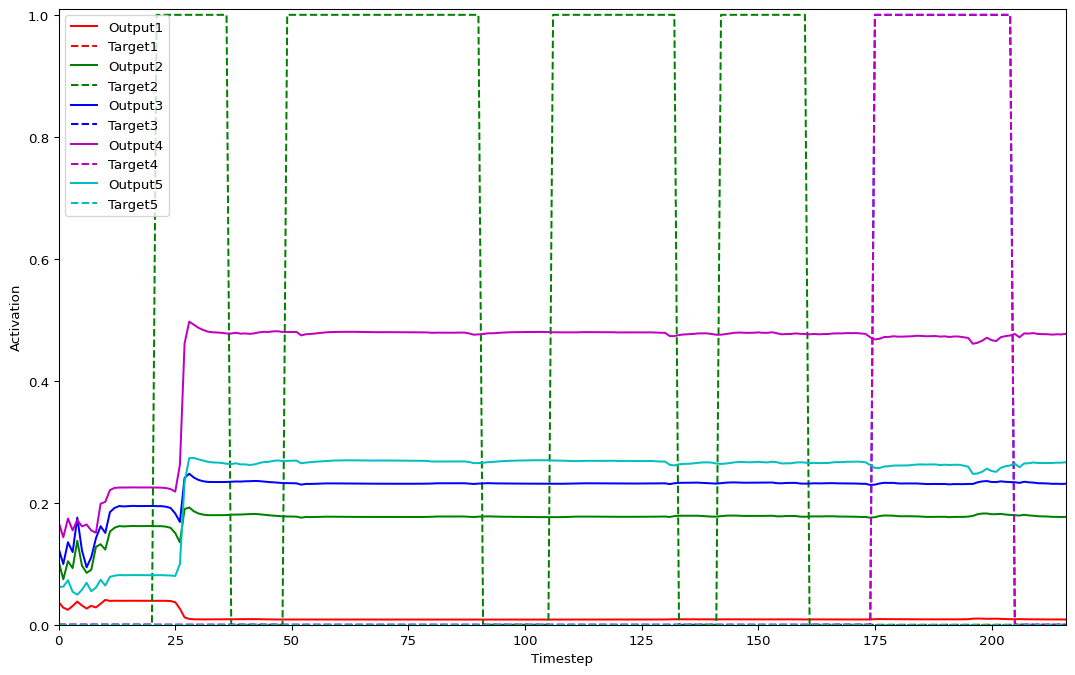 1.0
0.8
0.6
0.4
0.2
0.0
Activation
Output1
Target1
Output2
Target2
Output3
Target3
Output4
Target4
Output5
Target5
0 25 50 75 100 125 150 175 200
Timestep